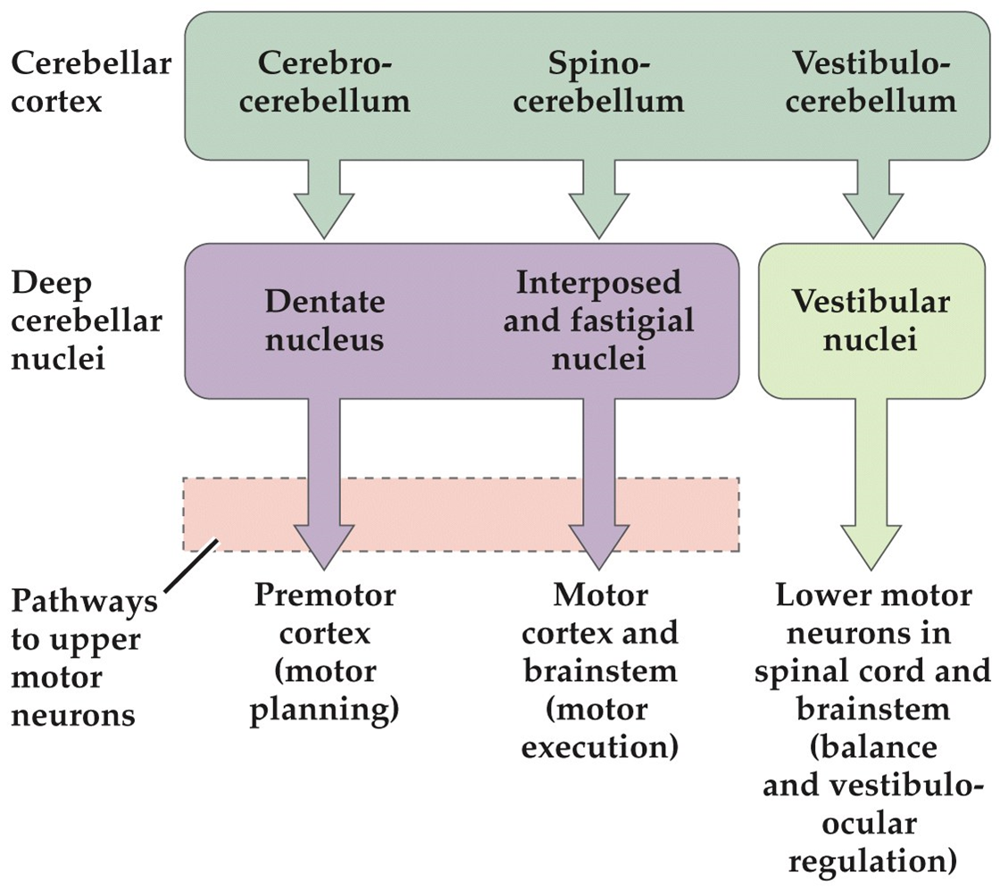 Cerebellar
cortex
Cerebro-
cerebellum
Spino-
cerebellum
Vestibulo-
cerebellum
Deep
cerebellar
nuclei
Dentate
nucleus
Interposed
and fastigial
nuclei
Vestibular
nuclei
Pathways
to upper
motor
neurons
Premotor
cortex
(motor
planning)
Motor
cortex and
brainstem
(motor
execution)
Lower motor
neurons in
spinal cord and
brainstem
(balance
and vestibulo-
ocular
regulation)